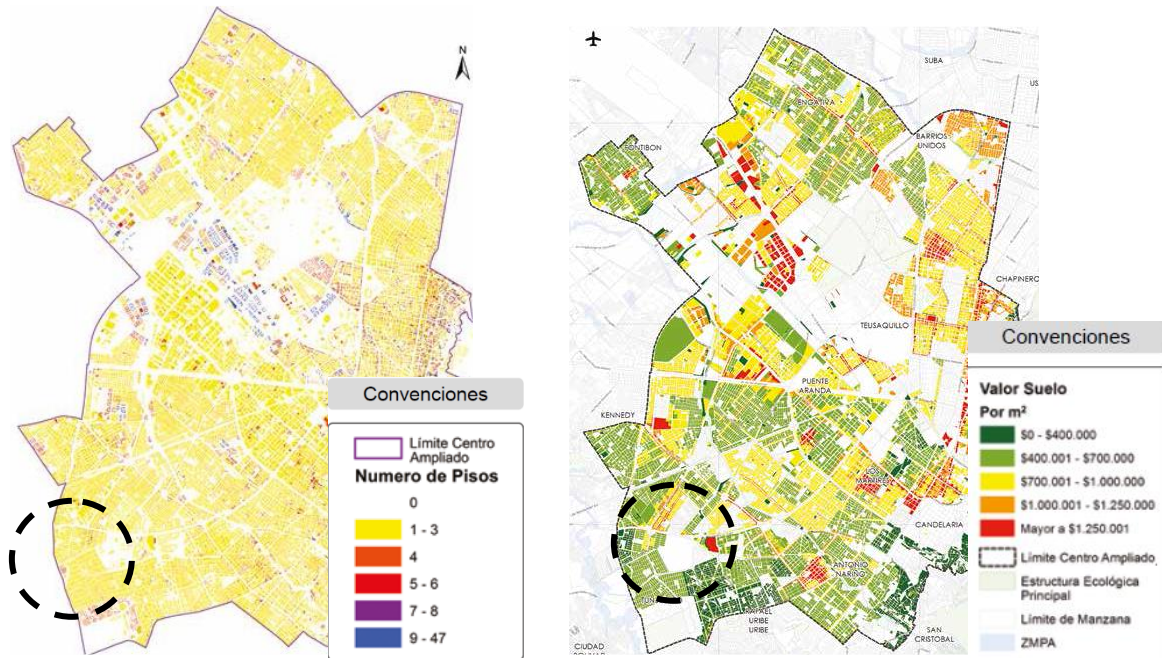 N
Convenciones
Límite Centro
Ampliado
Numero de Pisos
0
1 - 3
4
5 - 6
7 - 8
9 - 47
SUBA
US
ENGATIVA
BARRIOS
UNIDOS
FONTIBON
CHAPINERO
TEUSAQUILLO
PUENTE
ARANDA
KENNEDY
LOS
MARTIRES
CANDELARIA
ANTONIO
NARIÑO
RAFAEL
URIBE
URIBE
SAN
CRISTOBAL
CIUDAD
BOLIVAR
Convenciones
Valor Suelo
Por m²
$0 - $400.000
$400.001 - $700.000
$700.001 - $1.000.000
$1.000.001 - $1.250.000
Mayor a $1.250.001
Límite Centro Ampliado
Estructura Ecológica
Principal
Límite de Manzana
ZMPA